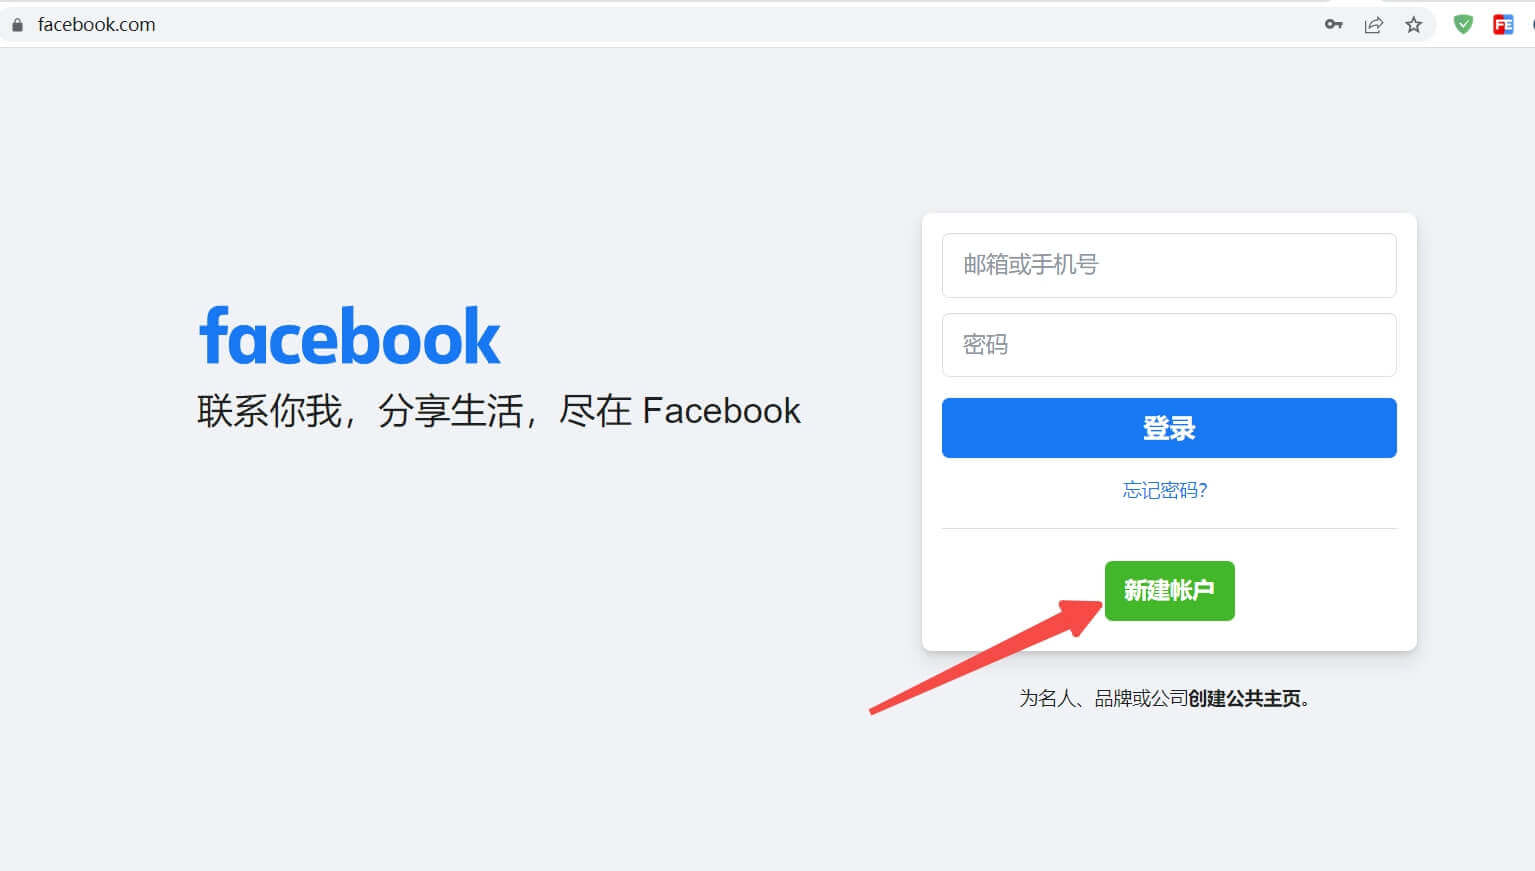 facebook.com
facebook
联系你我，分享生活，尽在 Facebook
邮箱或手机号
密码
登录
忘记密码?
新建帐户
为名人、品牌或公司创建公共主页。
FE